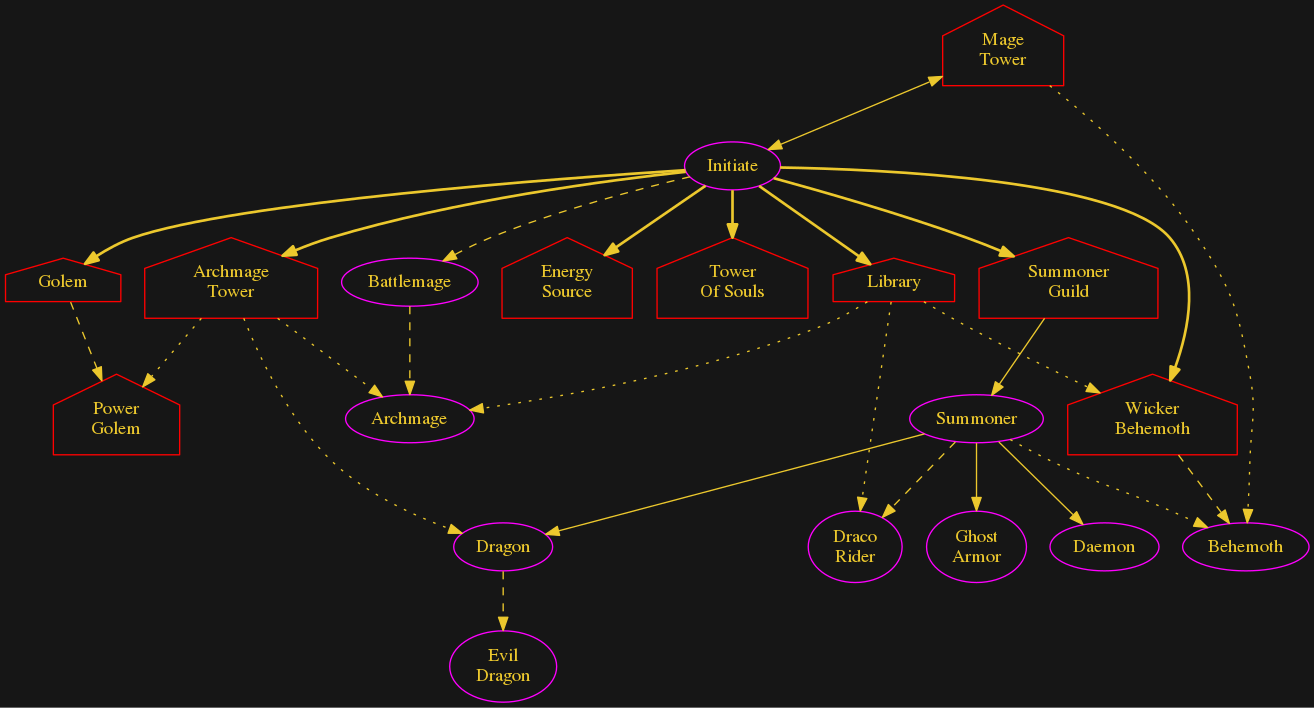 Mage
Tower
Initiate
Golem
Archmage
Tower
Battlemage
Energy
Source
Tower
Of Souls
Library
Summoner
Guild
Power
Golem
Archmage
Summoner
Wicker
Behemoth
Dragon
Draco
Rider
Ghost
Armor
Daemon
Behemoth
Evil
Dragon